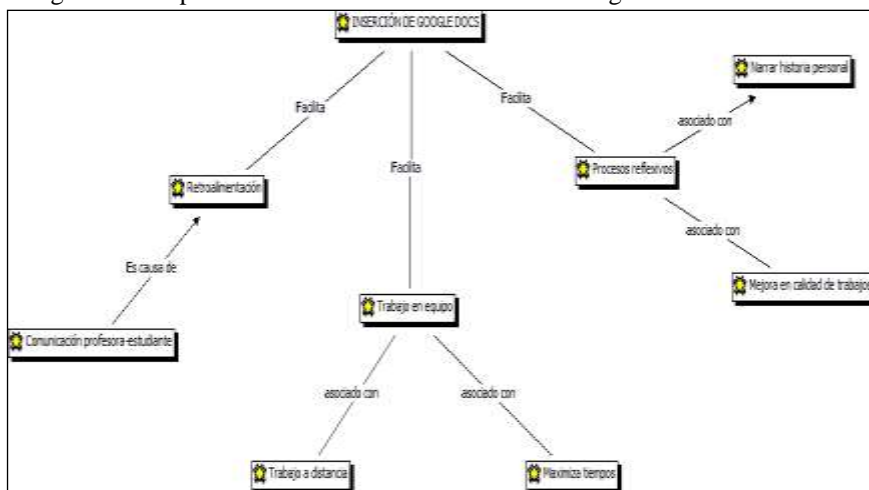 INSERCIÓN DE GOOGLE DOCS
Narrar historia personal
Facilita
Facilita
asociado con
Facilita
Procesos reflexivos
Retroalimentación
asociado con
Es causa de
Mejora en calidad de trabajos
Trabajo en equipo
Comunicación profesora-estudiante
asociado con
asociado con
Trabajo a distancia
Maximiza tiempos